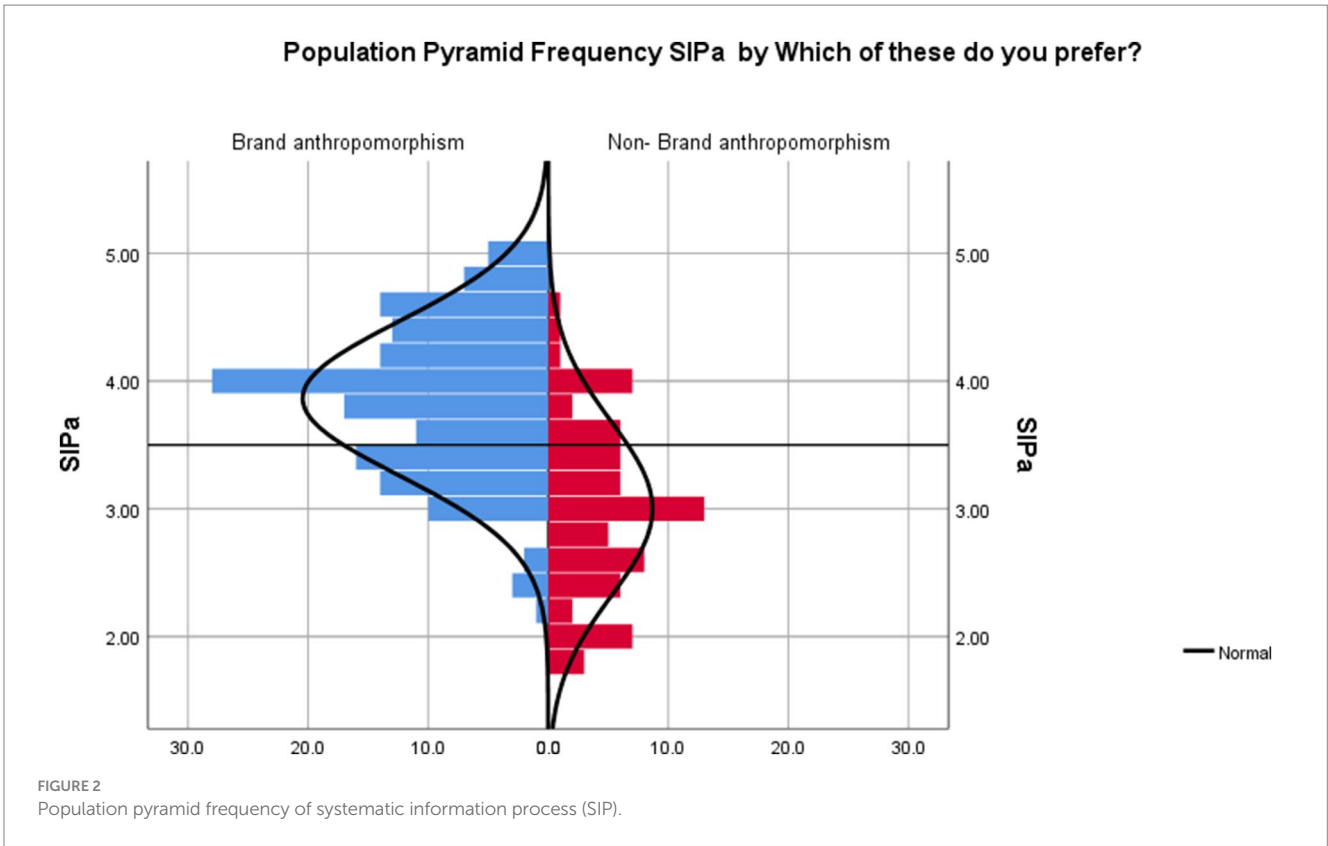 Population Pyramid Frequency SIPa by Which of these do you prefer?
Brand anthropomorphism
Non- Brand anthropomorphism
5.00
5.00
4.00
4.00
SIPa
SIPa
3.00
3.00
2.00
2.00
Normal
30.0 20.0 10.0 0.0 10.0 20.0 30.0
FIGURE 2
Population pyramid frequency of systematic information process (SIP).